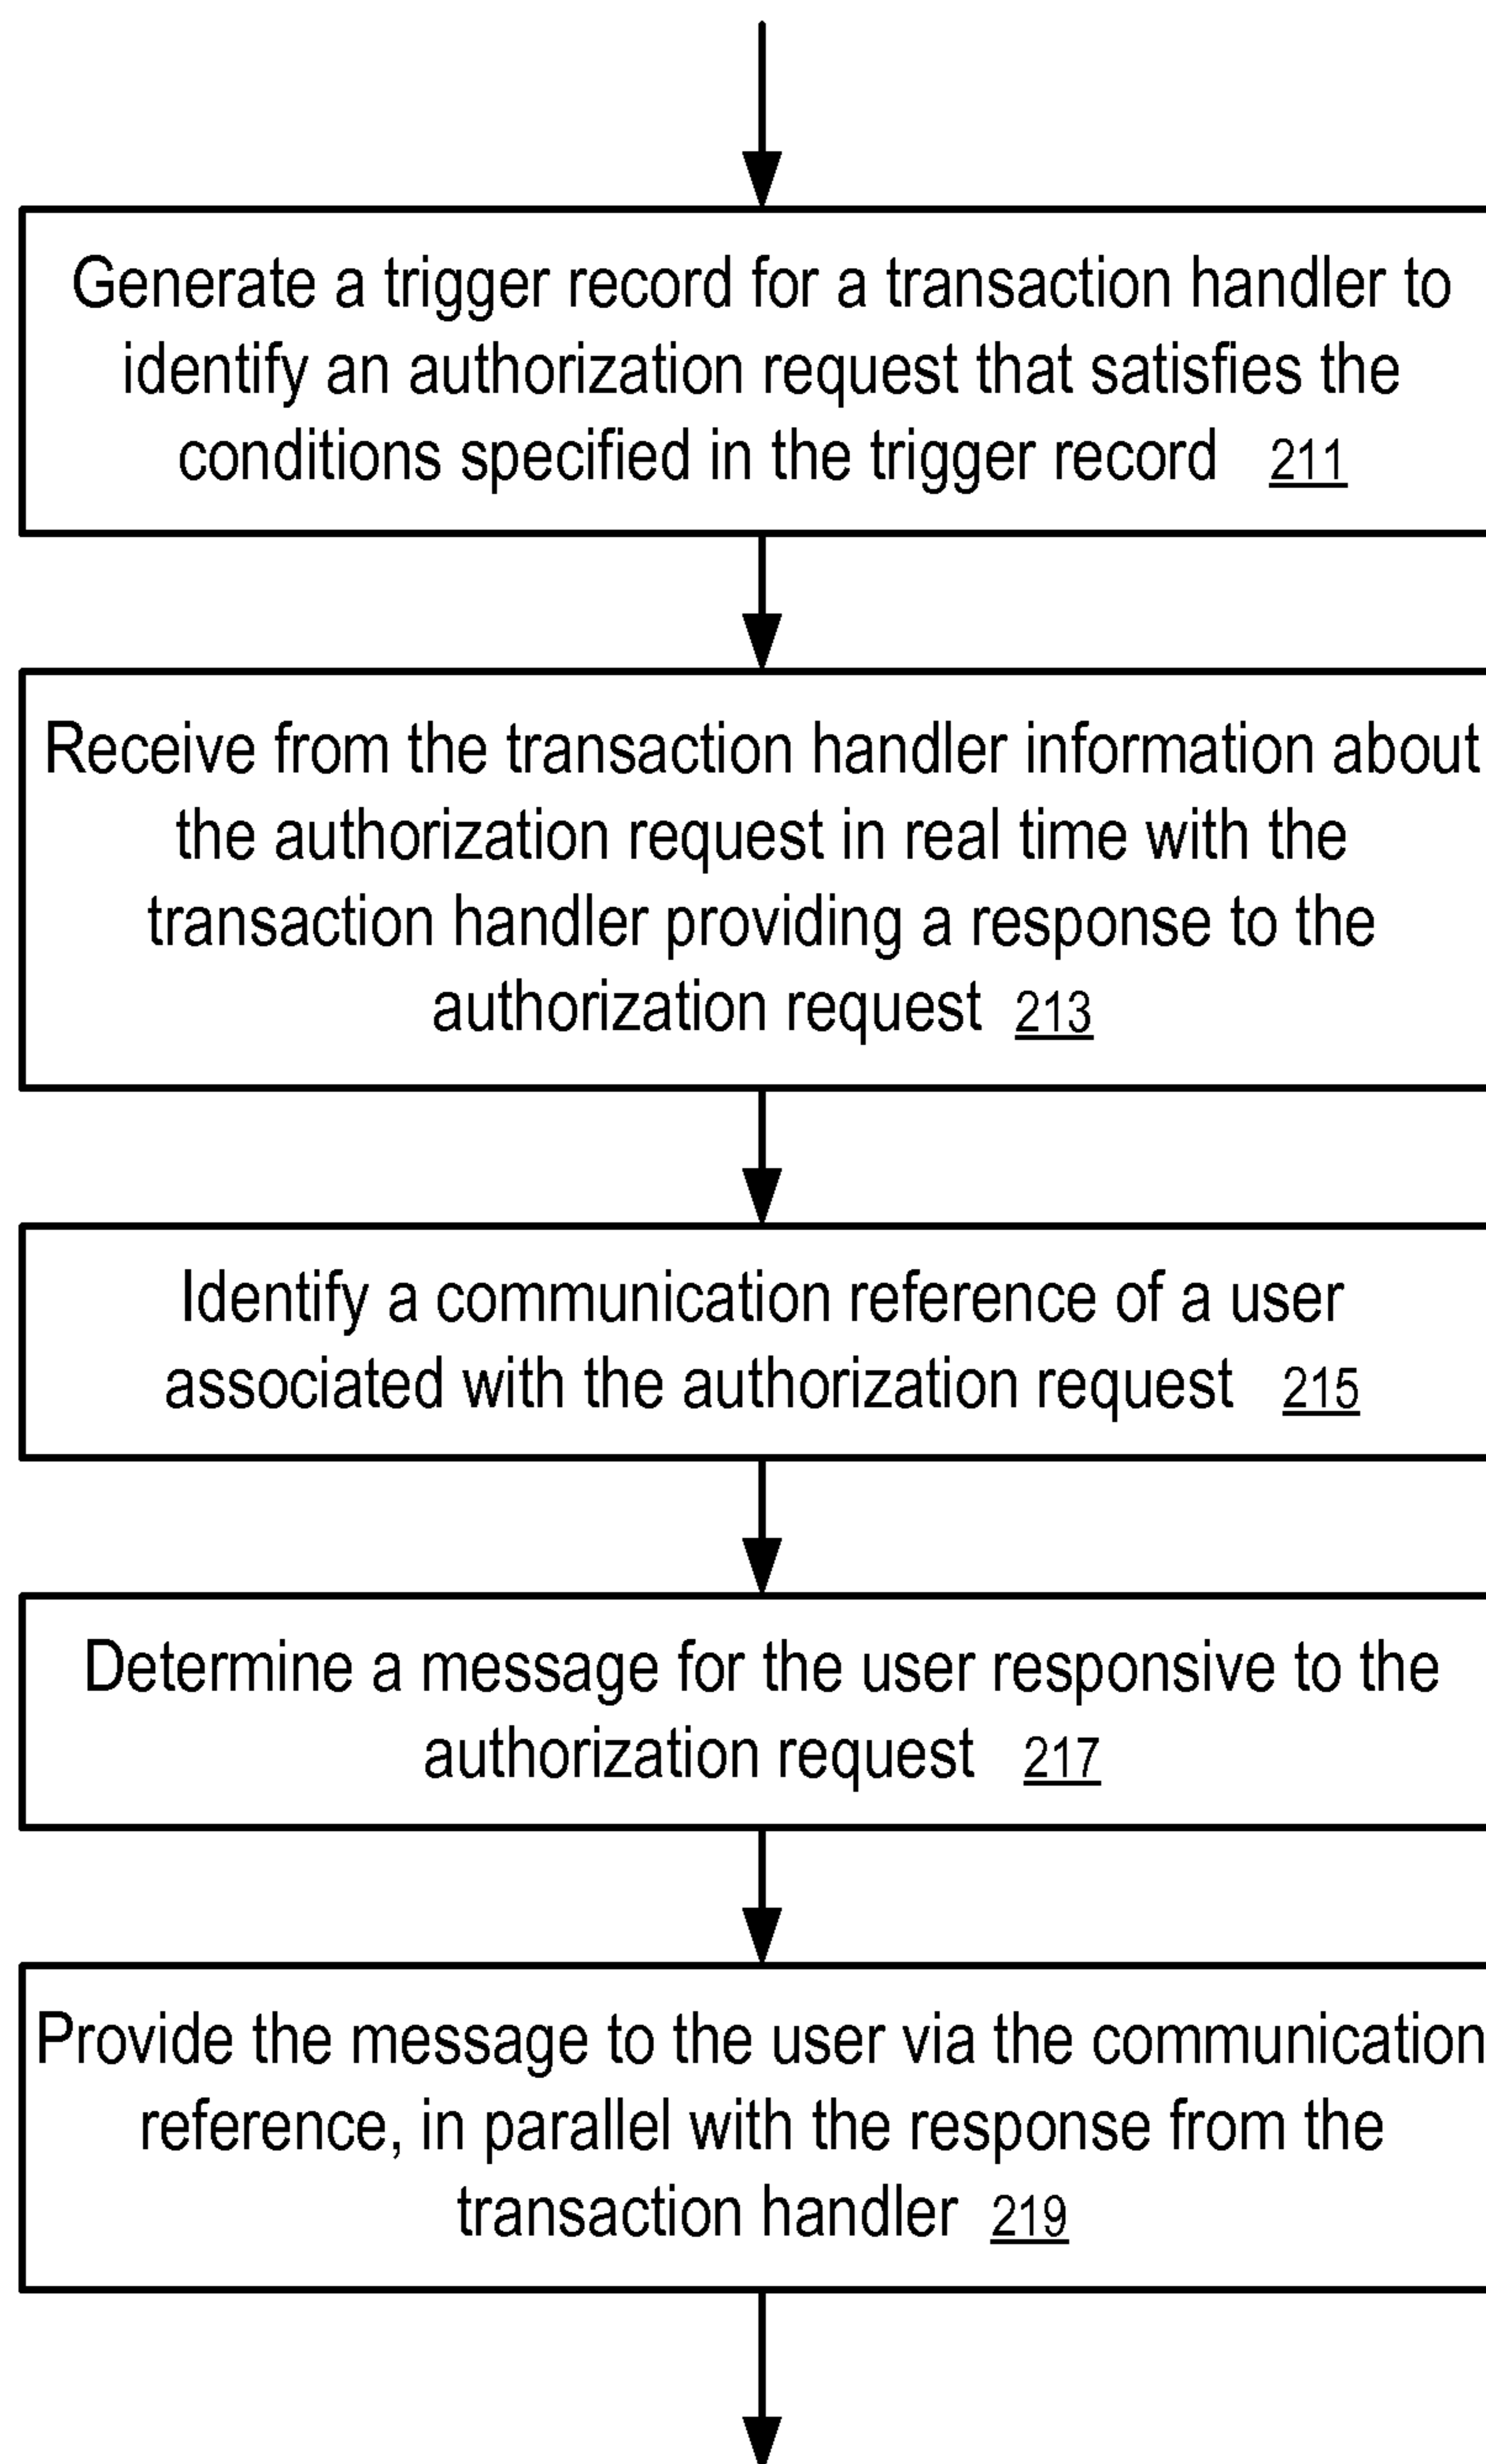 Generate a trigger record for a transaction handler to
identify an authorization request that satisfies the
conditions specified in the trigger record 211
Receive from the transaction handler information about
the authorization request in real time with the
transaction handler providing a response to the
authorization request 213
Identify a communication reference of a user
associated with the authorization request 215
Determine a message for the user responsive to the
authorization request 217
Provide the message to the user via the communication
reference, in parallel with the response from the
transaction handler 219